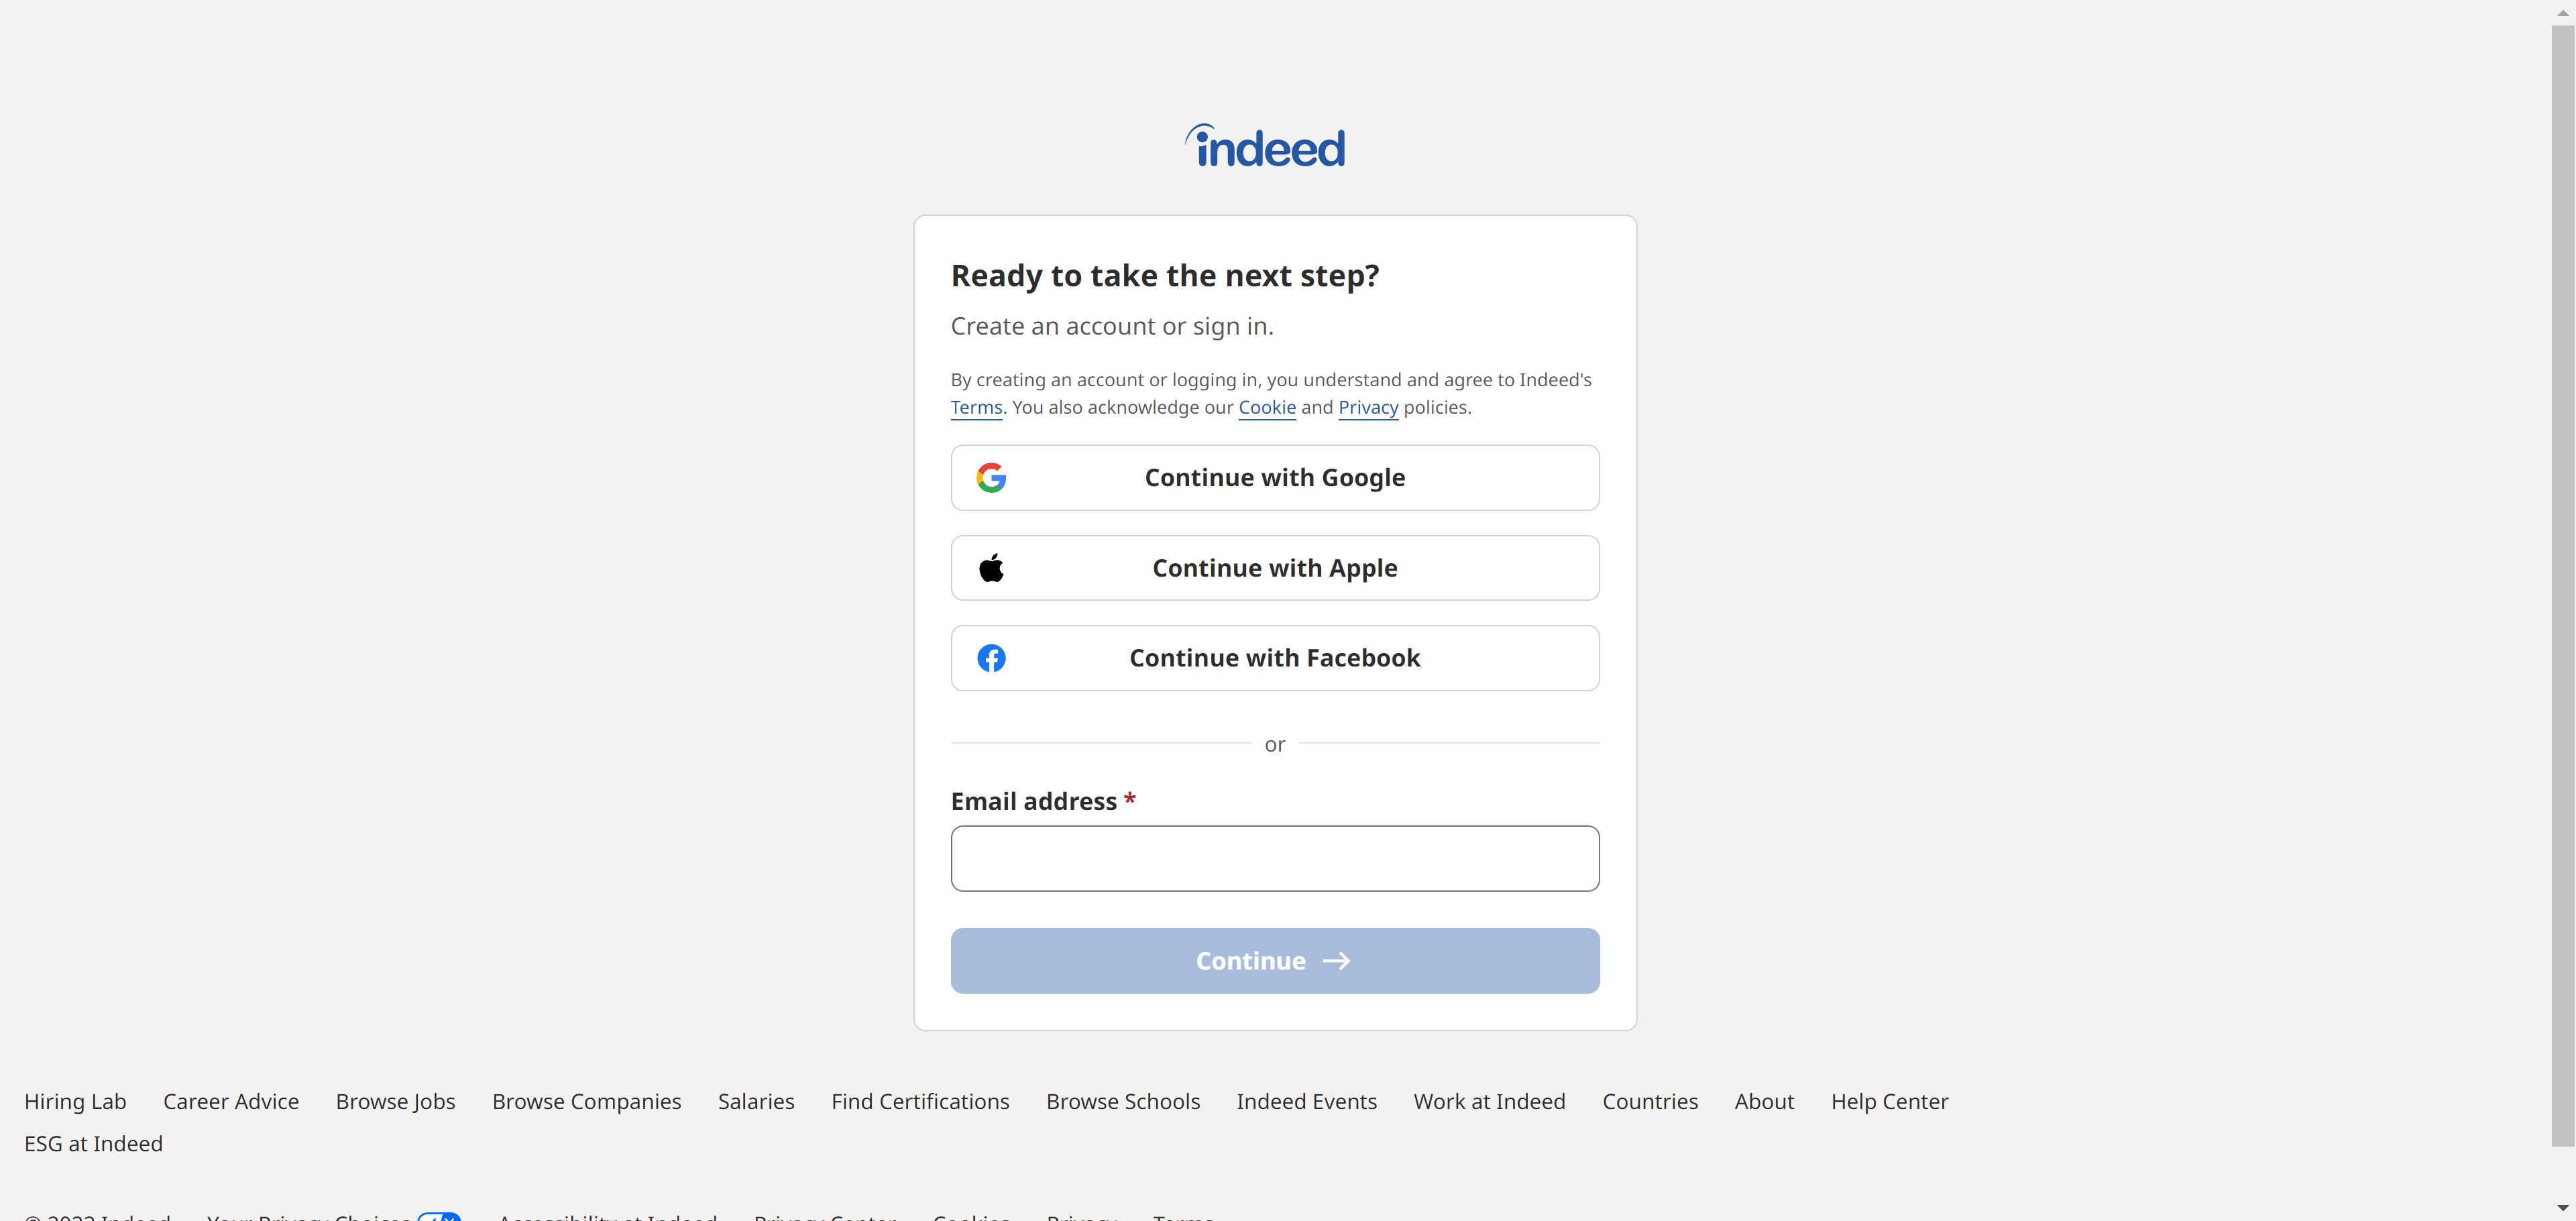 indeed
Ready to take the next step?
Create an account or sign in.
By creating an account or logging in, you understand and agree to Indeed's
Terms. You also acknowledge our Cookie and Privacy policies.
Continue with Google
Continue with Apple
Continue with Facebook
or
Email address *
Continue →
Hiring Lab Career Advice Browse Jobs Browse Companies Salaries Find Certifications Browse Schools Indeed Events Work at Indeed Countries About Help Center
ESG at Indeed
© 2023 Indeed Your Privacy Choices Accessibility at Indeed Privacy Center Cookies Privacy Terms